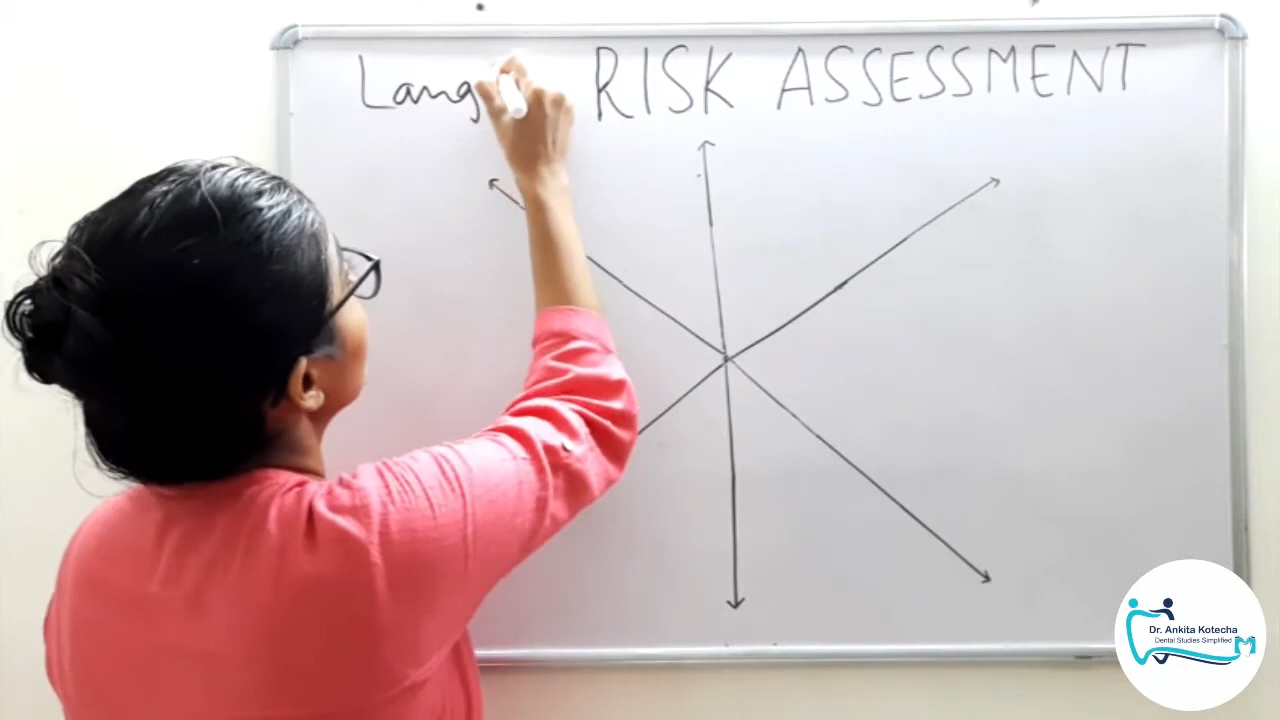 Lang RISK ASSESSMENT
Dr. Ankita Kotecha
Dental Studies Simplified